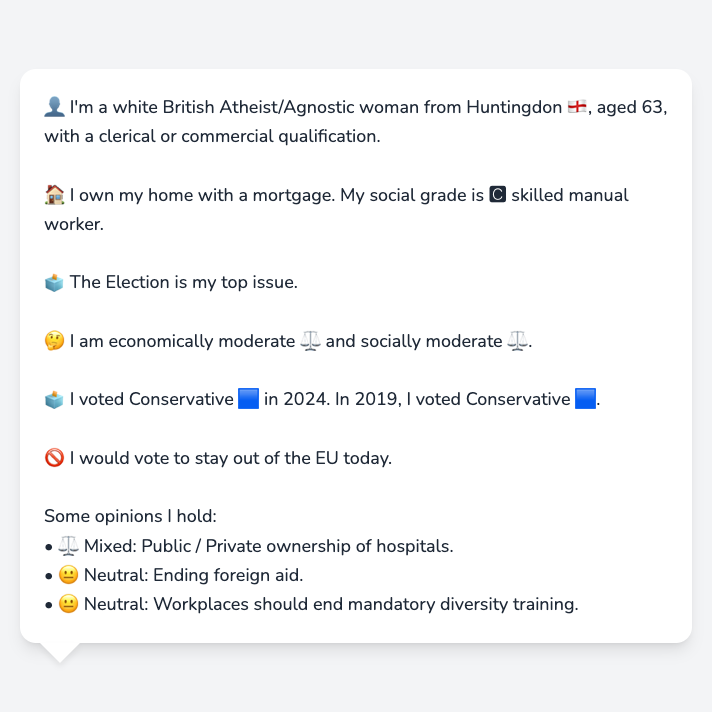 👤 I'm a white British Atheist/Agnostic woman from Huntingdon 🏴󠁧󠁢󠁥󠁮󠁧󠁿, aged 63,
with a clerical or commercial qualification.
🏠 I own my home with a mortgage. My social grade is C skilled manual
worker.
🗳️ The Election is my top issue.
🤔 I am economically moderate ⚖️ and socially moderate ⚖️.
🗳️ I voted Conservative 🟦 in 2024. In 2019, I voted Conservative 🟦.
🚫 I would vote to stay out of the EU today.
Some opinions I hold:
• ⚖️ Mixed: Public / Private ownership of hospitals.
• 😐 Neutral: Ending foreign aid.
• 😐 Neutral: Workplaces should end mandatory diversity training.